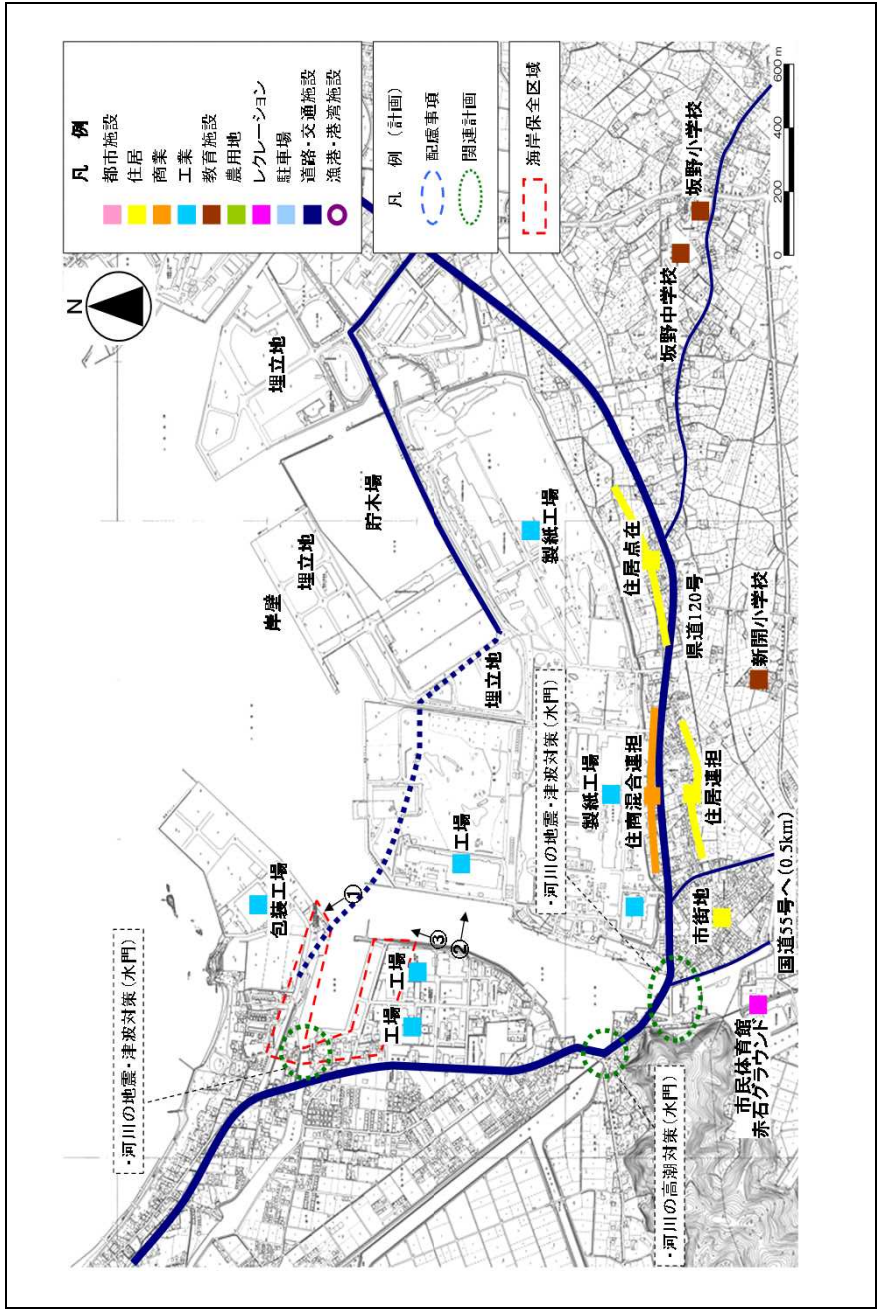 凡 例
都市施設
住居
商業
工業
教育施設
農用地
レクレーション
駐車場
道路・交通施設
漁港・港湾施設
凡 例 (計画)
配慮事項
関連計画
海岸保全区域
N
・河川の地震・津波対策(水門)
包装工場
①
③
②
工場
工場
工場
岸壁
埋立地
貯木場
埋立地
埋立地
製紙工場
・河川の地震・津波対策(水門)
製紙工場
住商混合連担
住居点在
県道120号
住居連担
市街地
国道55号へ(0.5km)
新開小学校
坂野中学校
坂野小学校
・河川の高潮対策(水門)
市民体育館
赤石グラウンド
0 200 400 600 m